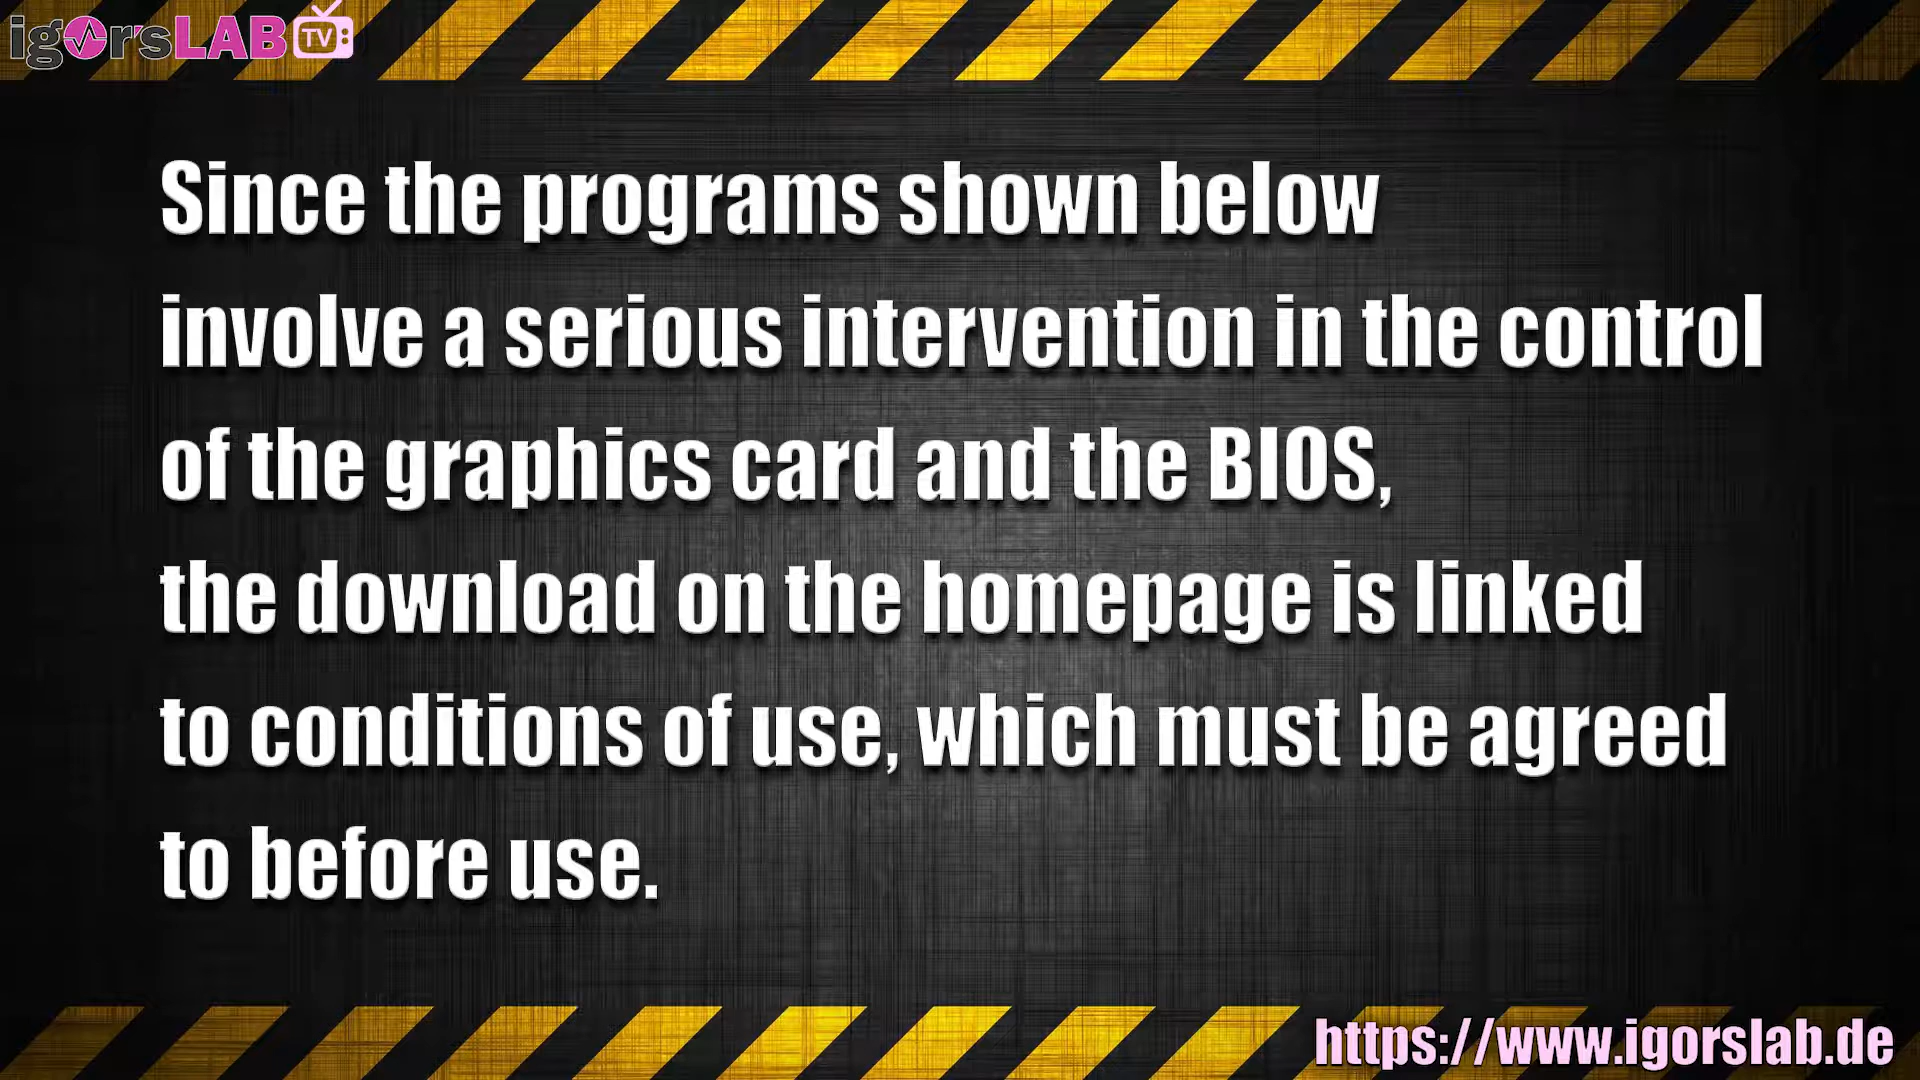 igor'sLAB TV
Since the programs shown below
involve a serious intervention in the control
of the graphics card and the BIOS,
the download on the homepage is linked
to conditions of use, which must be agreed
to before use.
https://www.igorslab.de